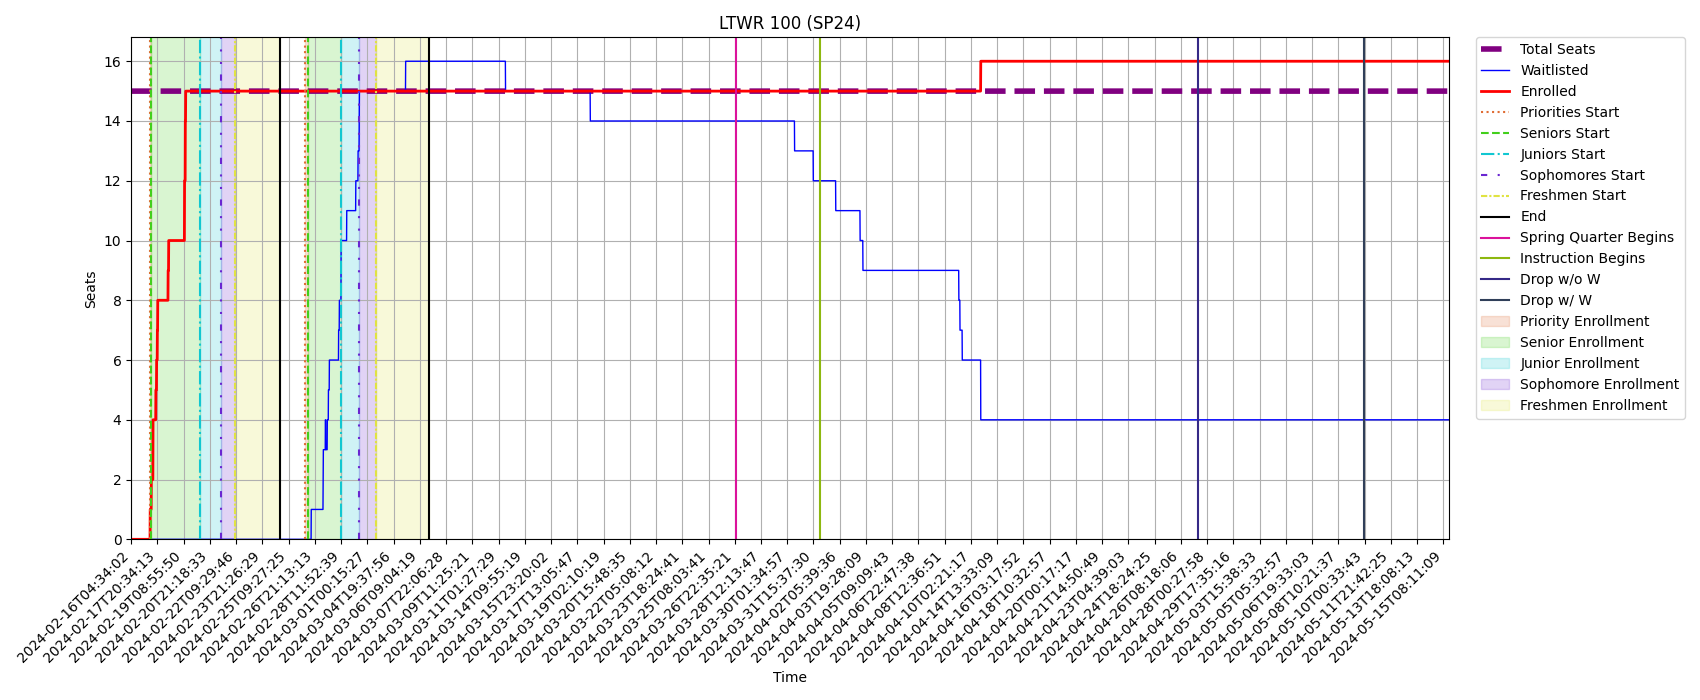 LTWR 100 (SP24)
Seats
16
14
12
10
8
6
4
2
0
2024-02-16T04:34:02
2024-02-17T20:34:13
2024-02-19T08:55:50
2024-02-20T21:18:33
2024-02-22T09:29:46
2024-02-23T21:26:29
2024-02-25T09:27:25
2024-02-26T21:13:13
2024-02-28T11:52:39
2024-03-01T00:15:27
2024-03-04T19:37:56
2024-03-06T09:04:19
2024-03-07T22:06:28
2024-03-11T01:27:29
2024-03-14T09:55:19
2024-03-15T23:20:02
2024-03-17T13:05:47
2024-03-19T02:10:19
2024-03-20T15:48:35
2024-03-22T05:08:12
2024-03-23T18:24:41
2024-03-25T08:03:41
2024-03-26T22:35:21
2024-03-28T12:13:47
2024-03-30T01:34:57
2024-03-31T15:37:30
2024-04-02T05:39:36
2024-04-03T19:28:09
2024-04-05T09:09:43
2024-04-06T22:47:38
2024-04-08T12:36:51
2024-04-10T02:21:17
2024-04-14T13:33:09
2024-04-16T03:17:52
2024-04-18T10:32:57
2024-04-20T00:17:17
2024-04-21T14:50:49
2024-04-23T04:39:03
2024-04-24T18:24:25
2024-04-26T08:18:06
2024-04-28T00:27:58
2024-04-29T17:35:16
2024-05-03T15:38:33
2024-05-05T05:32:57
2024-05-06T19:33:03
2024-05-08T10:21:37
2024-05-10T00:33:43
2024-05-11T21:42:25
2024-05-13T18:08:13
2024-05-15T08:11:09
Time
Total Seats
Waitlisted
Enrolled
Priorities Start
Seniors Start
Juniors Start
Sophomores Start
Freshmen Start
End
Spring Quarter Begins
Instruction Begins
Drop w/o W
Drop w/ W
Priority Enrollment
Senior Enrollment
Junior Enrollment
Sophomore Enrollment
Freshmen Enrollment